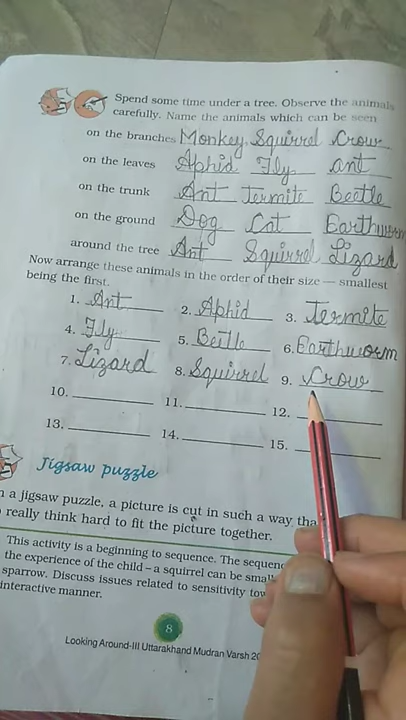 Spend some time under a tree. Observe the animals
carefully. Name the animals which can be seen
on the branches Monkey, Squirrel Crow
on the leaves Aphid Fly ant
on the trunk Ant Termite Beetle
on the ground Dog Cat Earthworm
around the tree Ant Squirrel Lizard
Now arrange these animals in the order of their size — smallest
being the first.
1. Ant 2. Aphid 3. Termite
4. Fly 5. Beetle 6. Earthworm
7. Lizard 8. Squirrel 9. Crow
10. 11. 12.
13. 14. 15.
Jigsaw puzzle
n a jigsaw puzzle, a picture is cut in such a way tha
really think hard to fit the picture together.
This activity is a beginning to sequence. The sequenc
the experience of the child – a squirrel can be smal
sparrow. Discuss issues related to sensitivity tow
interactive manner.
8
Looking Around-III Uttarakhand Mudran Varsh 20